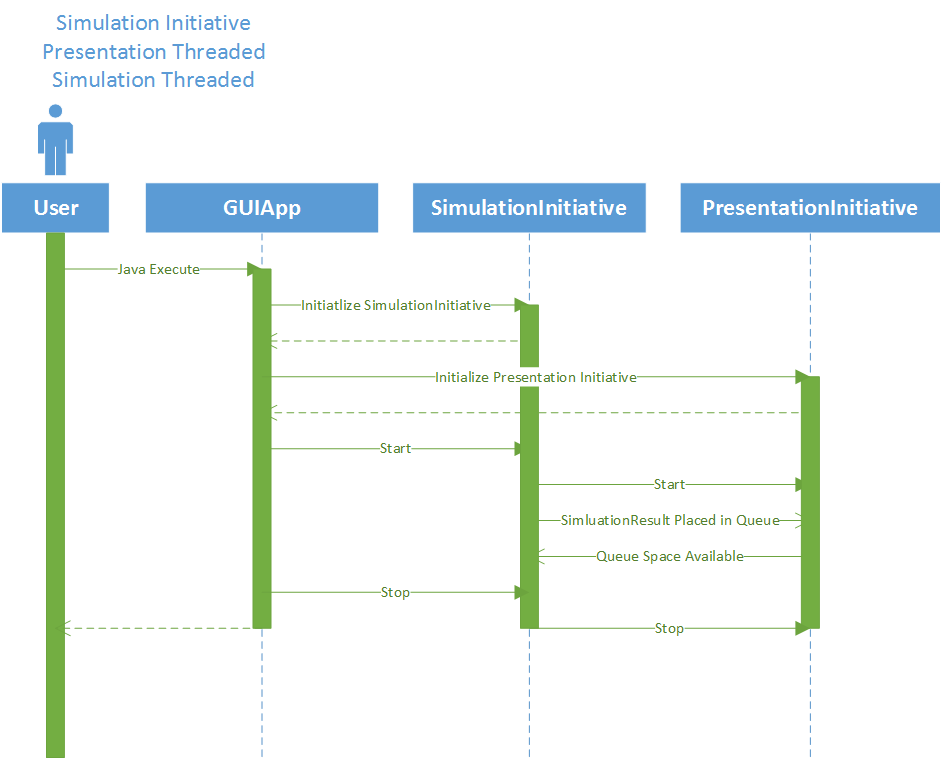 Simulation Initiative
Presentation Threaded
Simulation Threaded
User
GUIApp
SimulationInitiative
PresentationInitiative
Java Execute
Initiatlize SimulationInitiative
Initialize Presentation Initiative
Start
Start
SimluationResult Placed in Queue
Queue Space Available
Stop
Stop